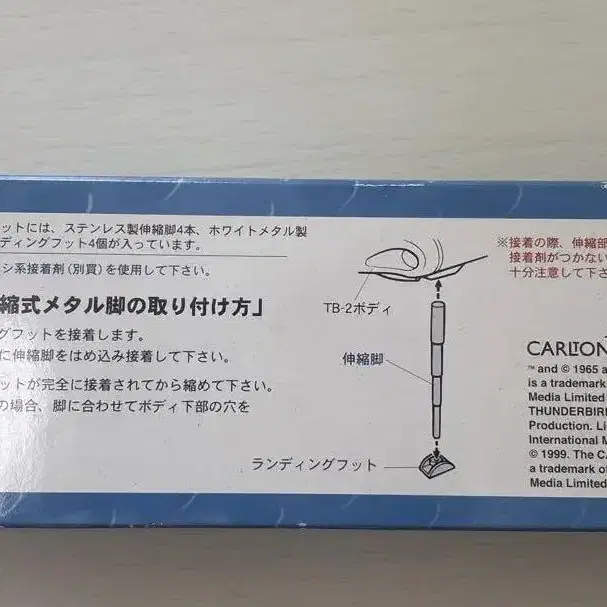 ットには、ステンレス製伸縮脚4本、ホワイトメタル製
ディングフット4個が入っています。
シ系接着剤(別買)を使用して下さい。
縮式メタル脚の取り付け方」
グフットを接着します。
に伸縮脚をはめ込み接着して下さい。
ットが完全に接着されてから縮めて下さい。
の場合、脚に合わせてボディ下部の穴を
TB-2ボディ
伸縮脚
ランディングフット
※接着の際、伸縮部
接着剤がつかない
十分注意して下さ
CARLTON
™ and © 1965 a
is a trademark
Media Limited
THUNDERBIR
Production. Li
International M
© 1999. The CA
a trademark of
Media Limited